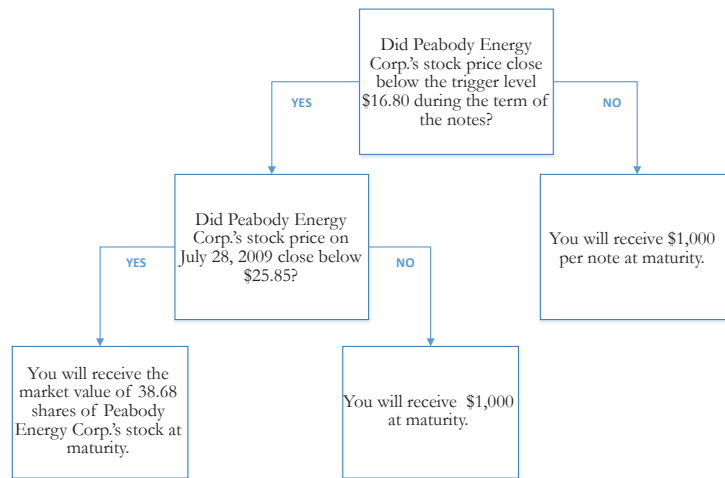 Did Peabody Energy
Corp.'s stock price close
below the trigger level
$16.80 during the term of
the notes?
YES
NO
Did Peabody Energy
Corp.'s stock price on
July 28, 2009 close below
$25.85?
You will receive $1,000
per note at maturity.
YES
NO
You will receive the
market value of 38.68
shares of Peabody
Energy Corp.'s stock at
maturity.
You will receive $1,000
at maturity.